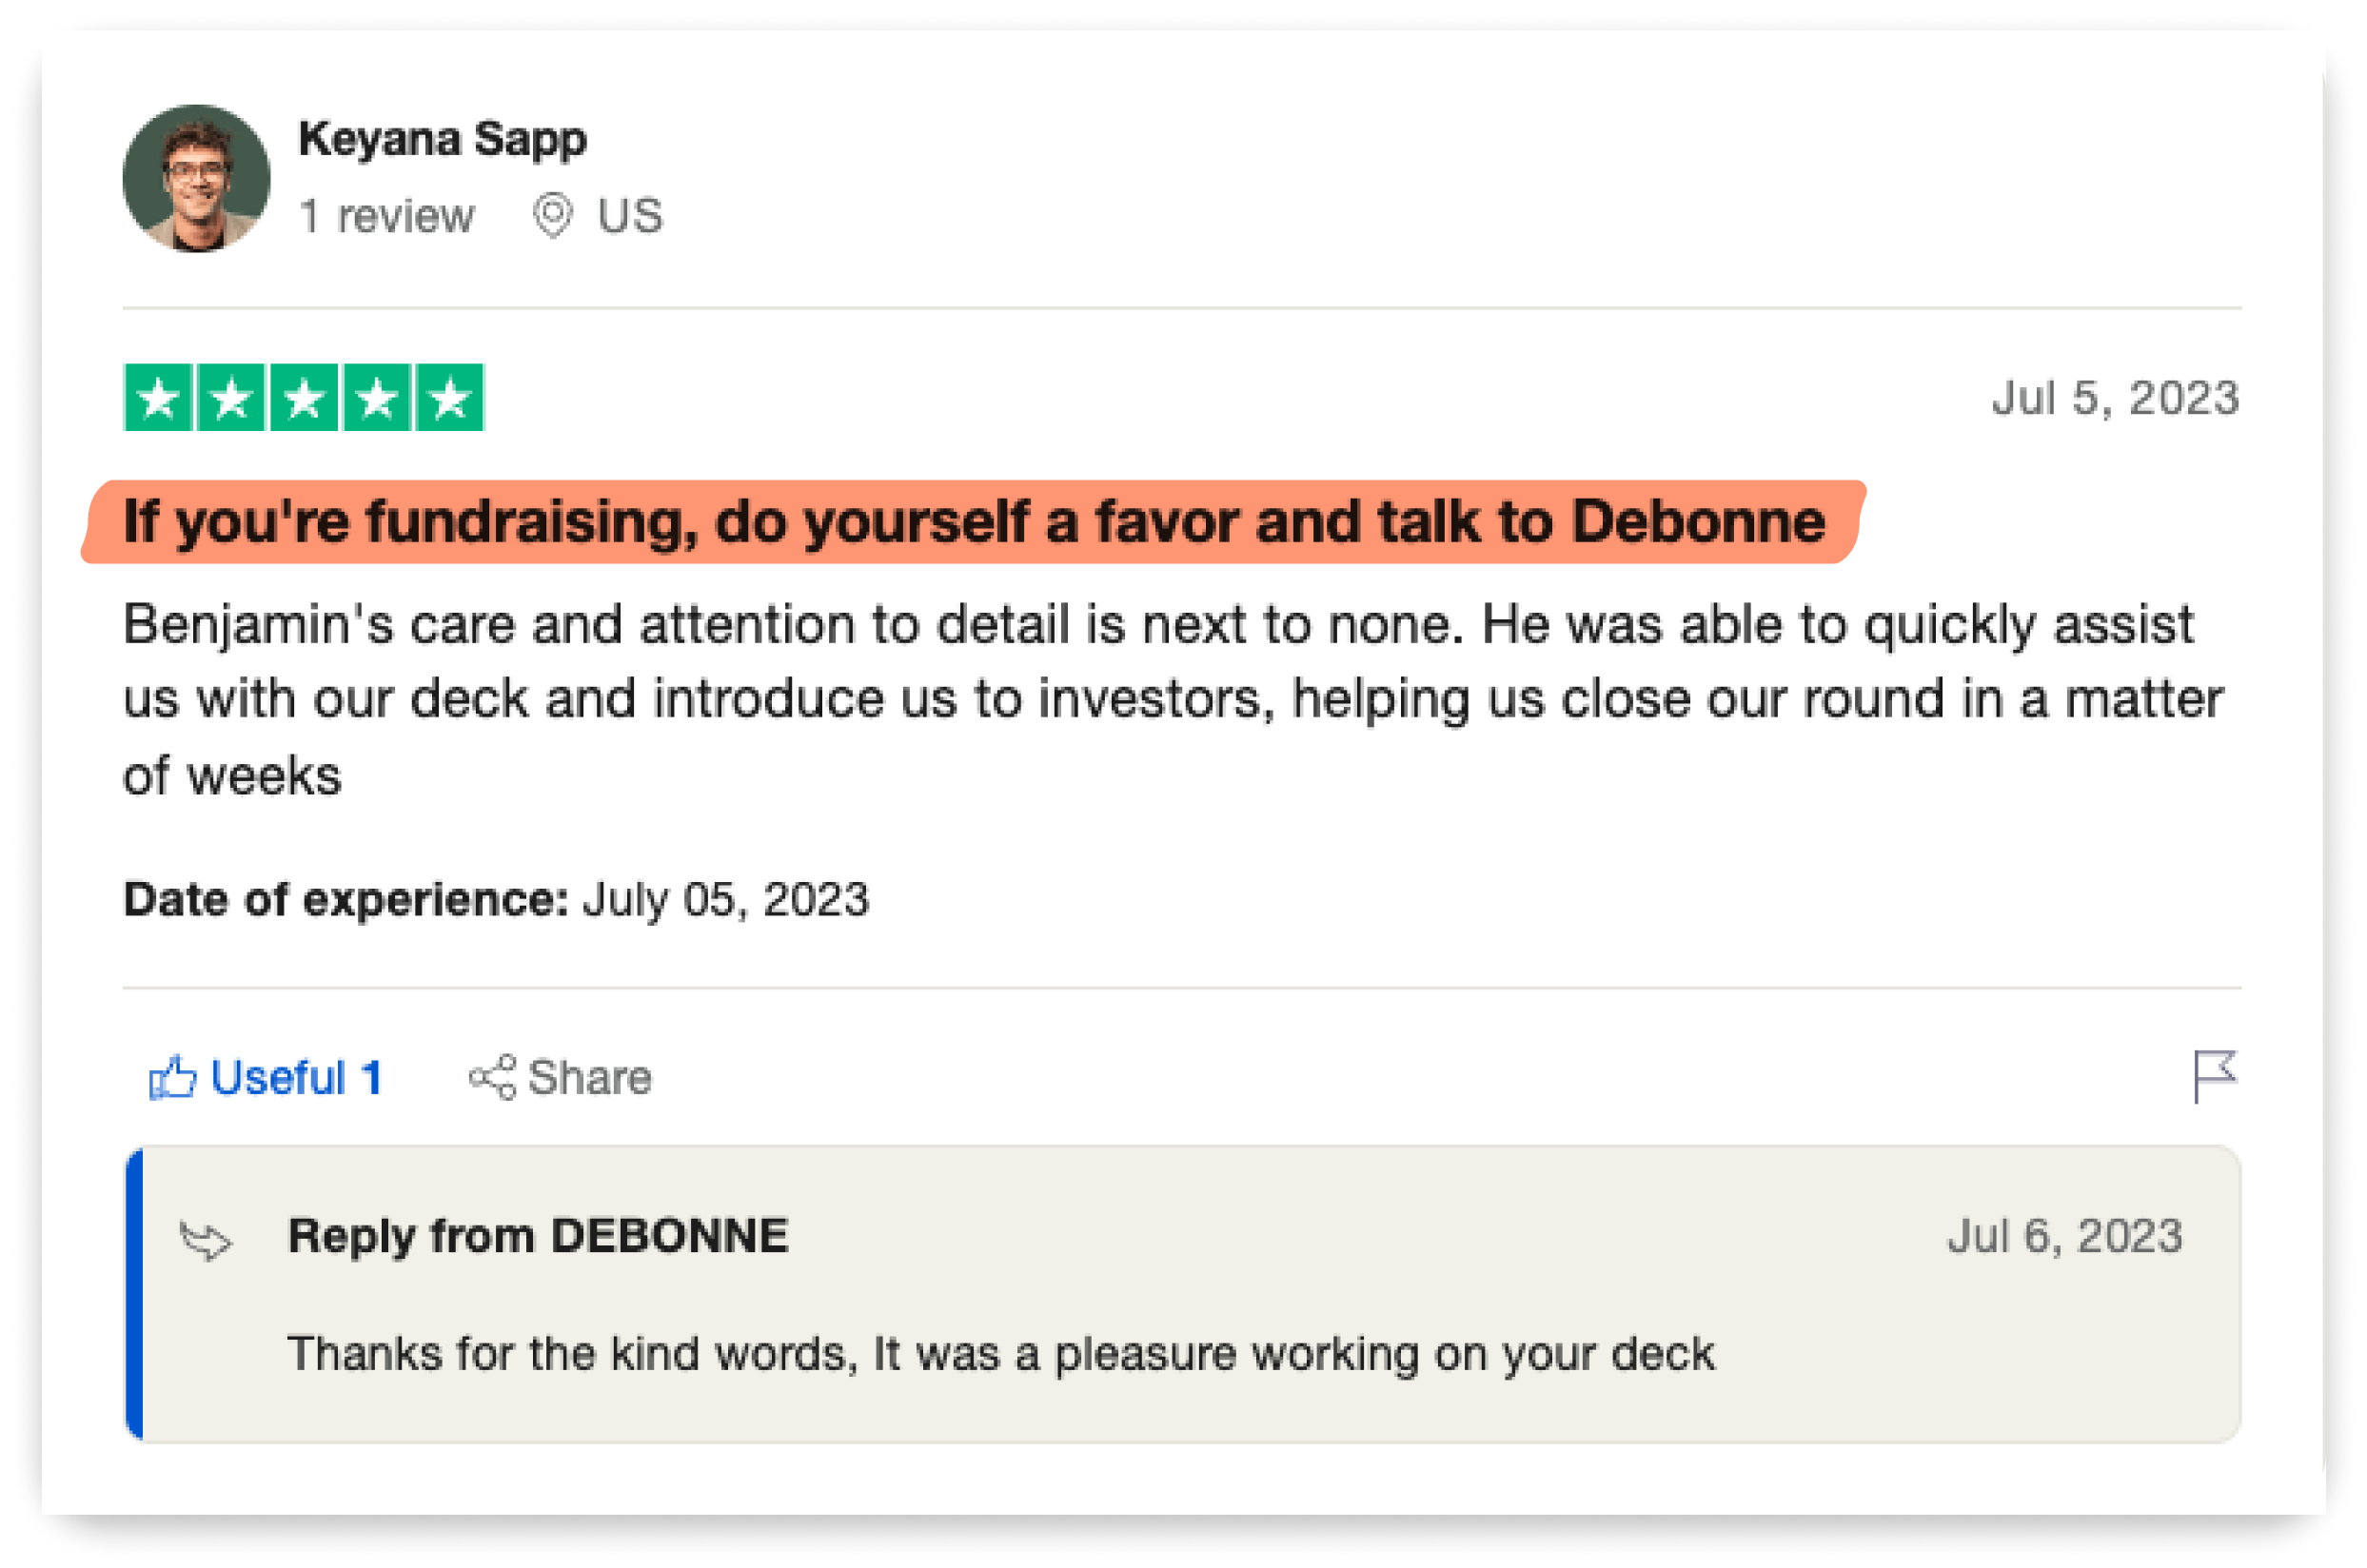 Keyana Sapp
1 review US
Jul 5, 2023
If you're fundraising, do yourself a favor and talk to Debonne
Benjamin's care and attention to detail is next to none. He was able to quickly assist
us with our deck and introduce us to investors, helping us close our round in a matter
of weeks
Date of experience: July 05, 2023
Useful 1 Share
Reply from DEBONNE Jul 6, 2023
Thanks for the kind words, It was a pleasure working on your deck